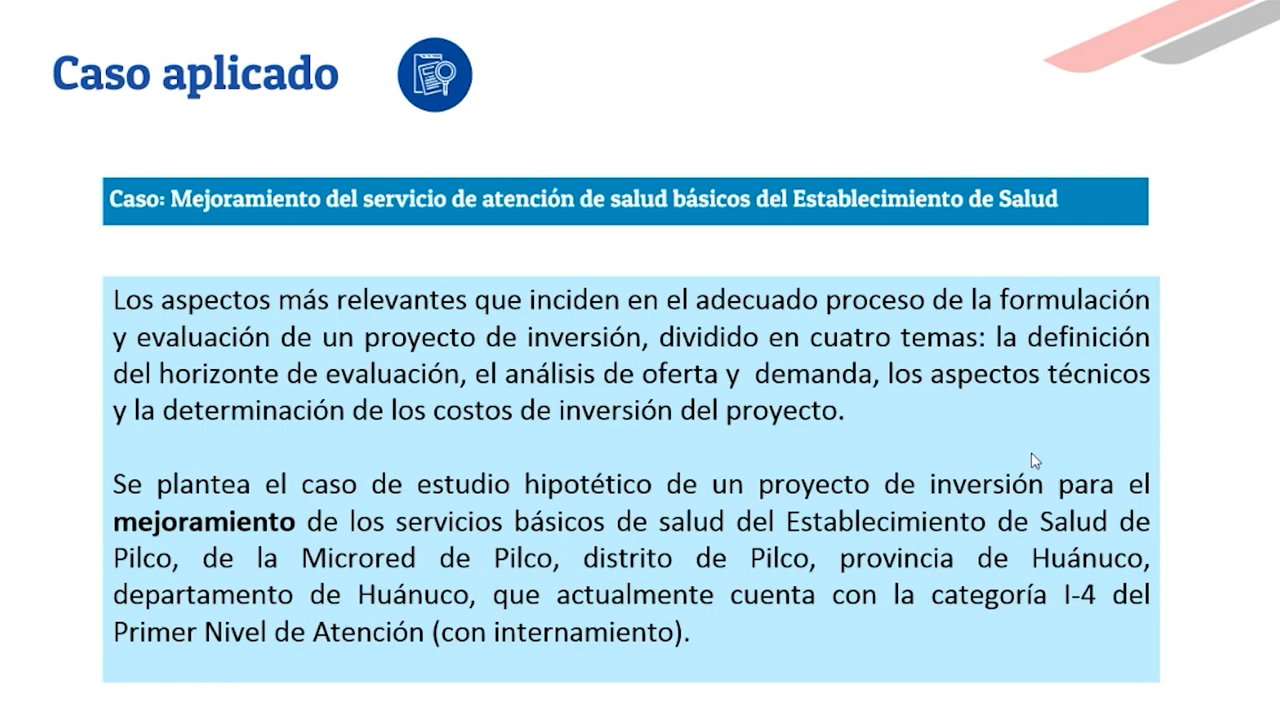 Caso aplicado
Caso: Mejoramiento del servicio de atención de salud básicos del Establecimiento de Salud
Los aspectos más relevantes que inciden en el adecuado proceso de la formulación
y evaluación de un proyecto de inversión, dividido en cuatro temas: la definición
del horizonte de evaluación, el análisis de oferta y demanda, los aspectos técnicos
y la determinación de los costos de inversión del proyecto.
Se plantea el caso de estudio hipotético de un proyecto de inversión para el
mejoramiento de los servicios básicos de salud del Establecimiento de Salud de
Pilco, de la Microred de Pilco, distrito de Pilco, provincia de Huánuco,
departamento de Huánuco, que actualmente cuenta con la categoría I-4 del
Primer Nivel de Atención (con internamiento).